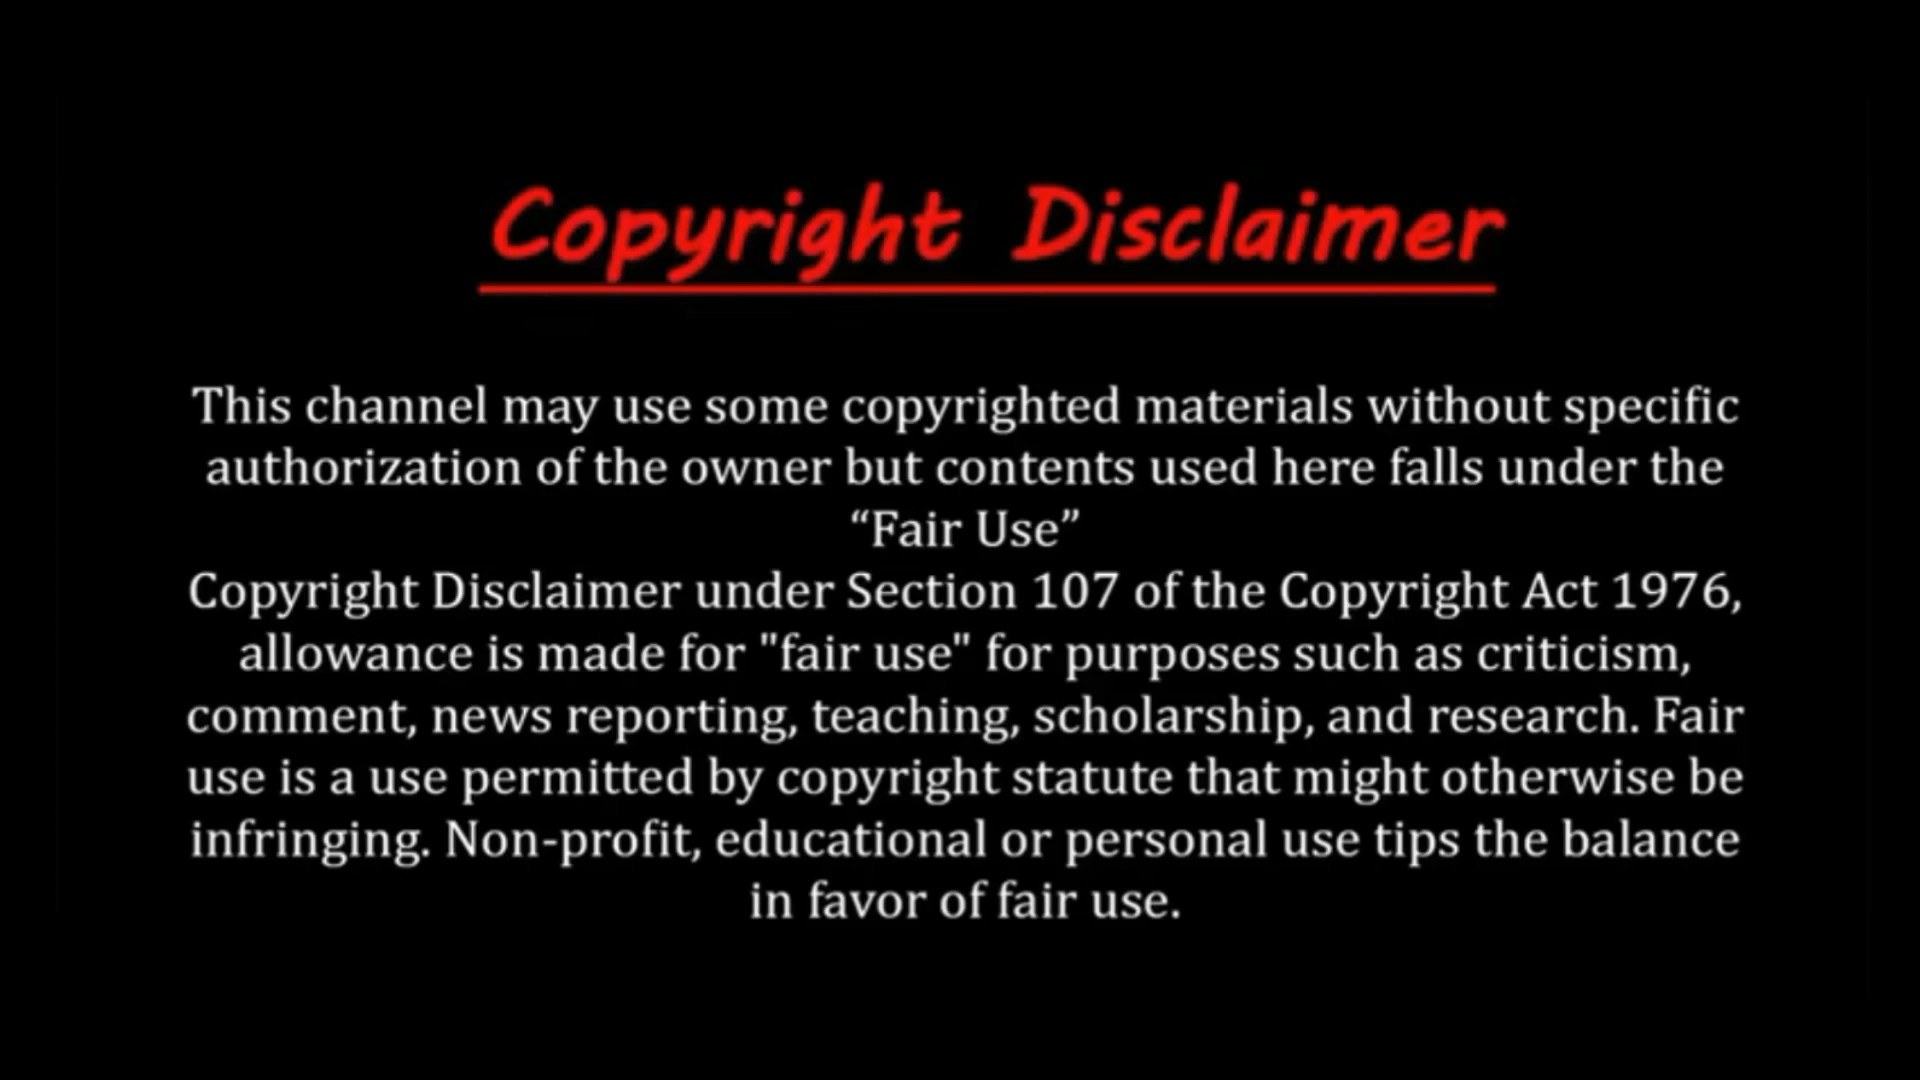 Copyright Disclaimer
This channel may use some copyrighted materials without specific
authorization of the owner but contents used here falls under the
“Fair Use”
Copyright Disclaimer under Section 107 of the Copyright Act 1976,
allowance is made for "fair use" for purposes such as criticism,
comment, news reporting, teaching, scholarship, and research. Fair
use is a use permitted by copyright statute that might otherwise be
infringing. Non-profit, educational or personal use tips the balance
in favor of fair use.